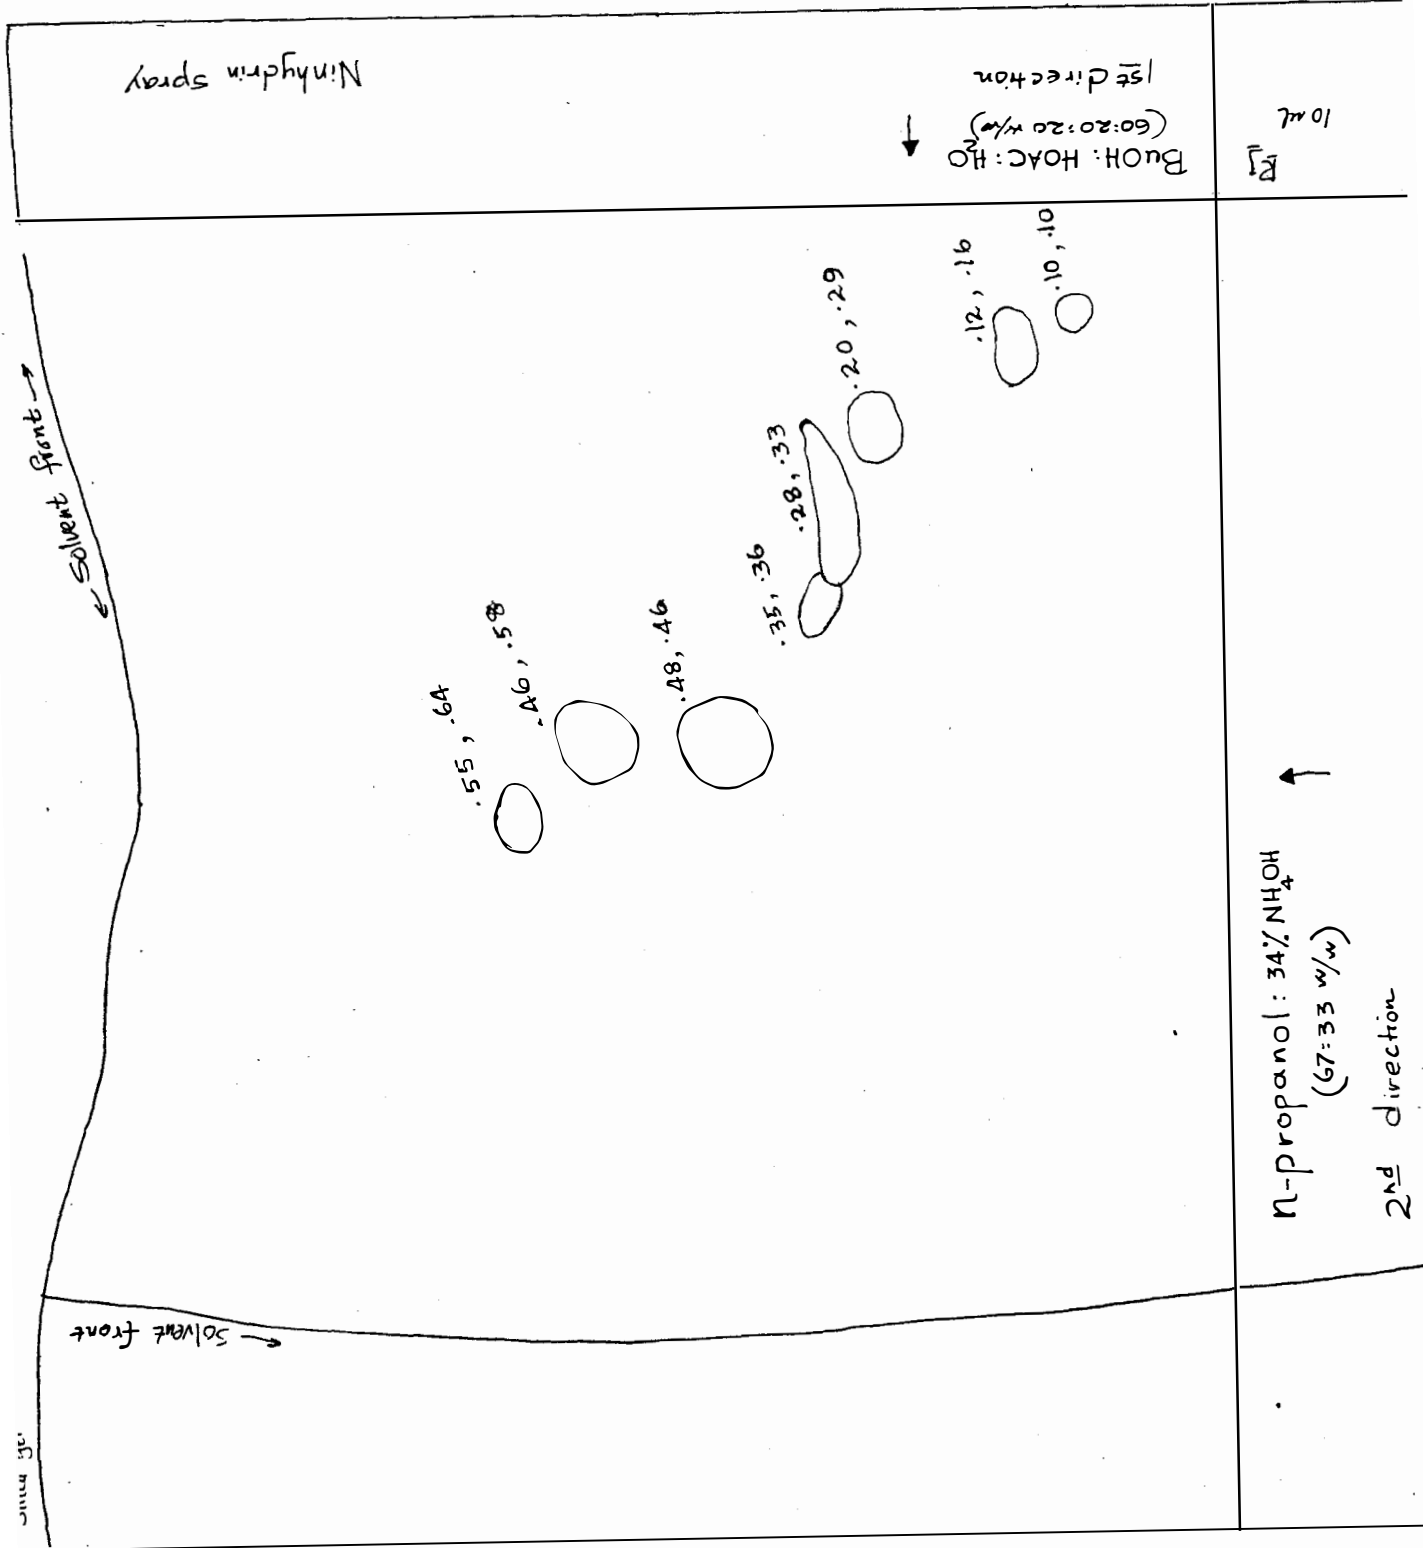 Ninhydrin spray
1st direction
(60:20:20 w/w)
BuOH: HOAC: H2O
10 ul
.10, .10
.12, .16
.20, .29
.28, .33
.35, .36
.48, .46
.46, .58
.55, .64
← Solvent front →
n-propanol: 34% NH4OH
(67=33 w/w)
2nd direction
← Solvent front